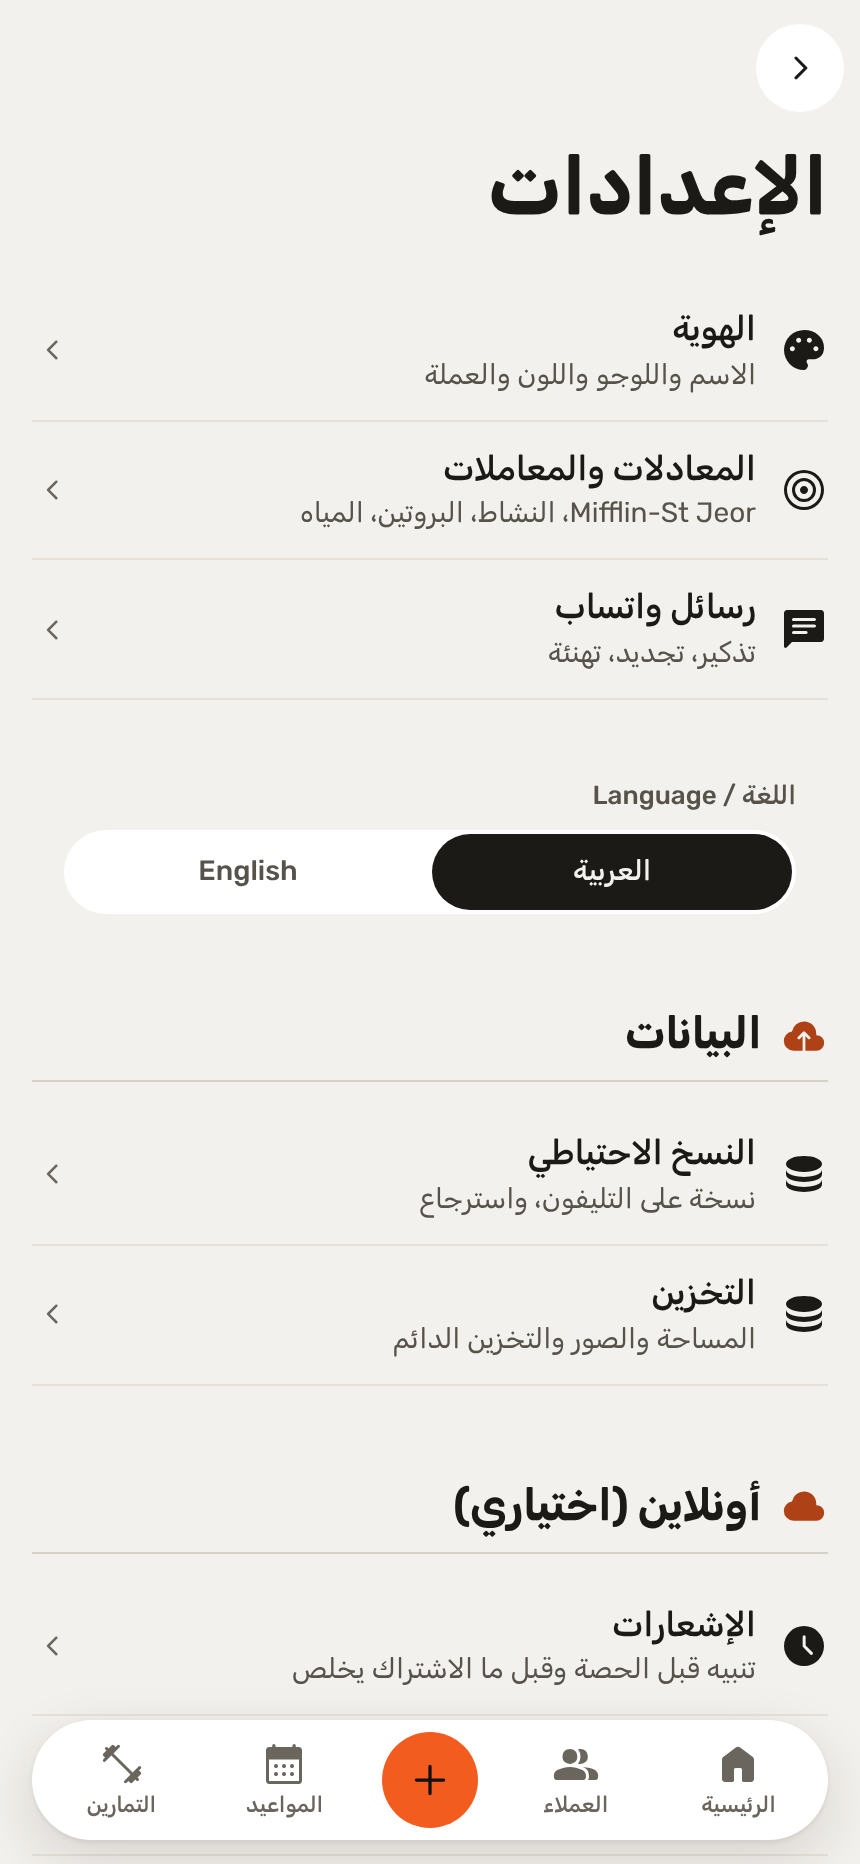 الإعدادات
الهوية
الاسم واللوجو واللون والعملة
المعادلات والمعاملات
Mifflin-St Jeor، النشاط، البروتين، المياه
رسائل واتساب
تذكير، تجديد، تهنئة
اللغة / Language
العربية
English
البيانات
النسخ الاحتياطي
نسخة على التليفون، واسترجاع
التخزين
المساحة والصور والتخزين الدائم
أونلاين (اختياري)
الإشعارات
تنبيه قبل الحصة وقبل ما الاشتراك يخلص
الرئيسية
العملاء
المواعيد
التمارين